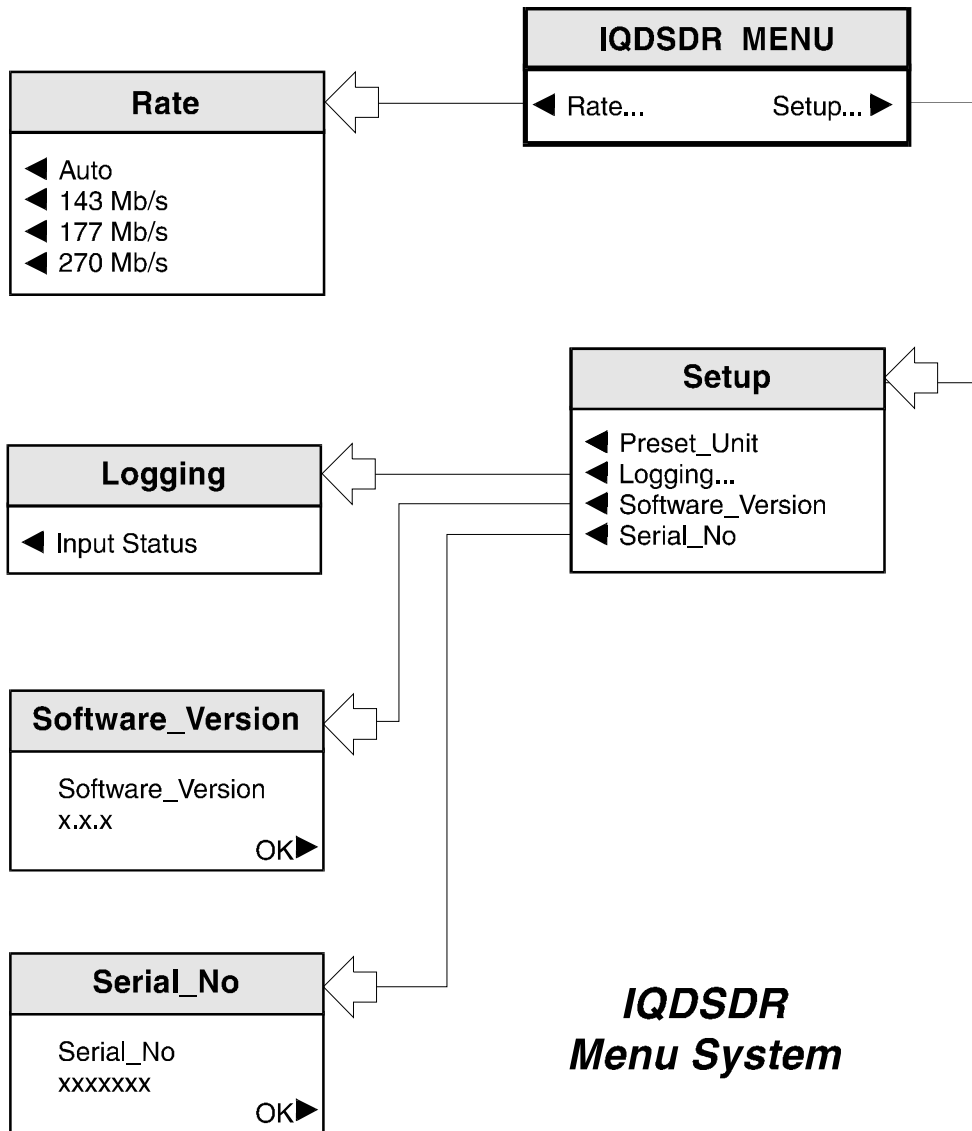 IQDSDR MENU
Rate... Setup...
Rate
Auto
143 Mb/s
177 Mb/s
270 Mb/s
Setup
Preset_Unit
Logging...
Software_Version
Serial_No
Logging
Input Status
Software_Version
Software_Version
x.x.x
OK
Serial_No
Serial_No
xxxxxxx
OK
IQDSDR
Menu System